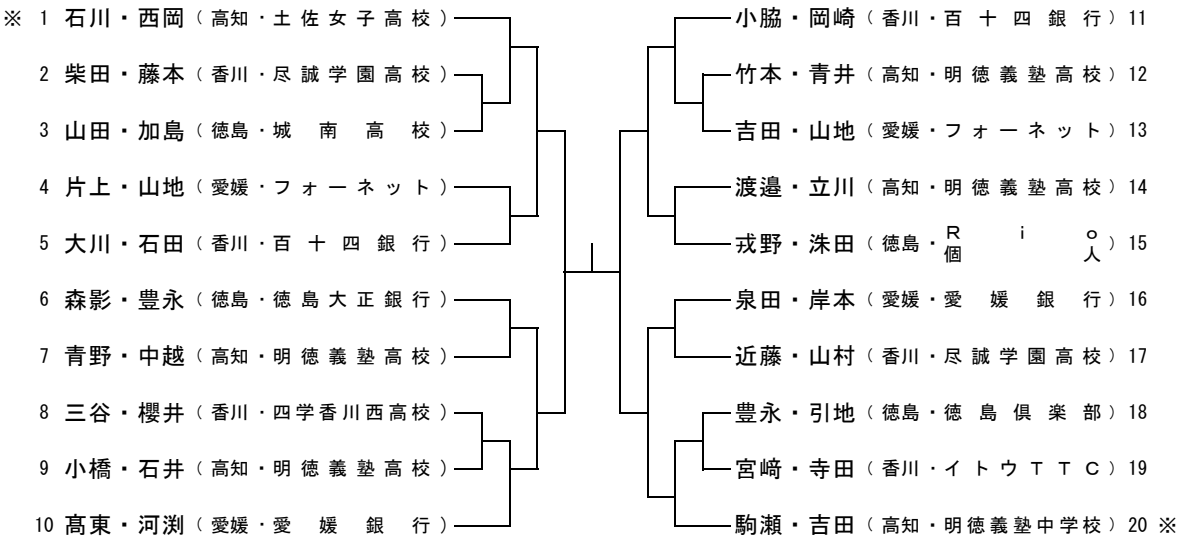 ※ 1 石川・西岡 (高知・土佐女子高校)
2 柴田・藤本 (香川・尽誠学園高校)
3 山田・加島 (徳島・城南高校)
4 片上・山地 (愛媛・フォーネット)
5 大川・石田 (香川・百十四銀行)
6 森影・豊永 (徳島・徳島大正銀行)
7 青野・中越 (高知・明徳義塾高校)
8 三谷・櫻井 (香川・四学香川西高校)
9 小橋・石井 (高知・明徳義塾高校)
10 髙東・河渕 (愛媛・愛媛銀行)
小脇・岡崎 (香川・百十四銀行) 11
竹本・青井 (高知・明徳義塾高校) 12
吉田・山地 (愛媛・フォーネット) 13
渡邉・立川 (高知・明徳義塾高校) 14
戎野・洙田 (徳島・Rio個人) 15
泉田・岸本 (愛媛・愛媛銀行) 16
近藤・山村 (香川・尽誠学園高校) 17
豊永・引地 (徳島・徳島倶楽部) 18
宮﨑・寺田 (香川・イトウTTC) 19
駒瀬・吉田 (高知・明徳義塾中学校) 20 ※